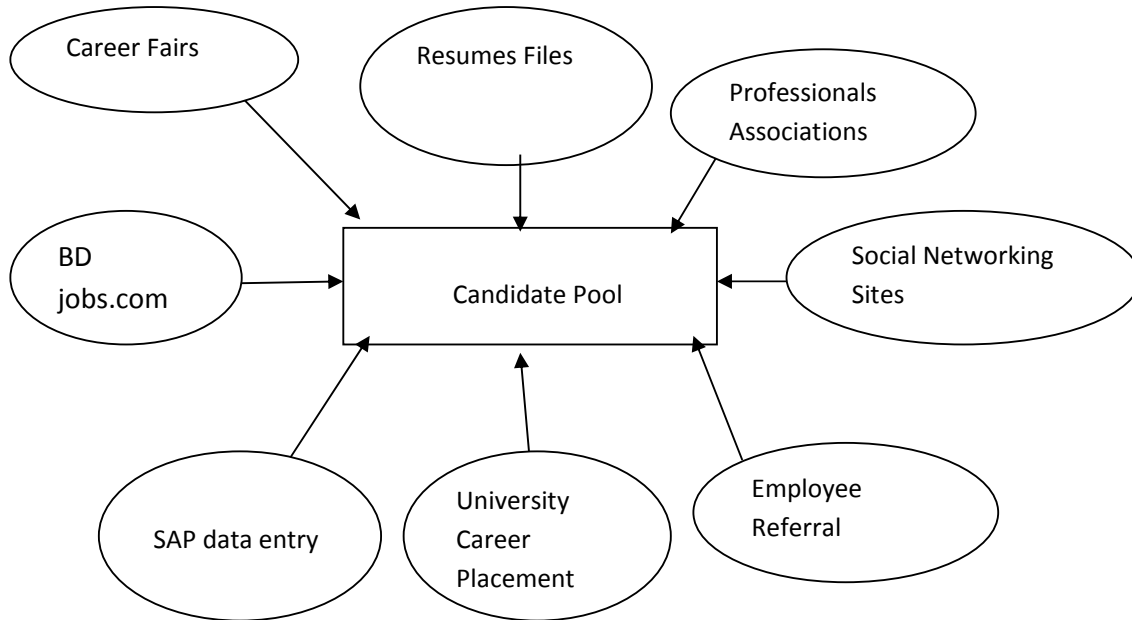 Career Fairs
Resumes Files
Professionals
Associations
BD
jobs.com
Candidate Pool
Social Networking
Sites
SAP data entry
University
Career
Placement
Employee
Referral